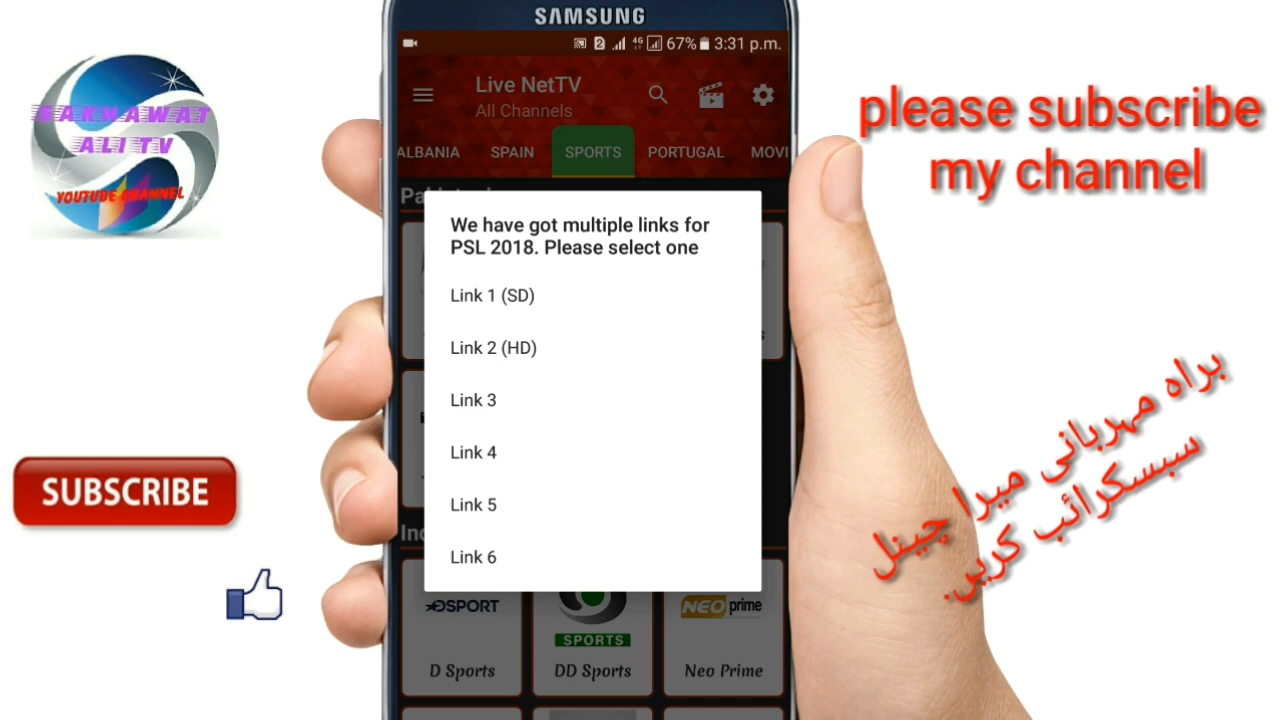 SAMSUNG
67% 3:31 p.m.
Live NetTV
All Channels
ALBANIA SPAIN SPORTS PORTUGAL MOVI
We have got multiple links for
PSL 2018. Please select one
Link 1 (SD)
Link 2 (HD)
Link 3
Link 4
Link 5
Link 6
DSPORT
SPORTS
NEO prime
D Sports DD Sports Neo Prime
SAKHAWAT
ALI TV
YOUTUBE CHANNEL
SUBSCRIBE
please subscribe
my channel
براہ مہربانی میرا چینل
سبسکرائب کریں.